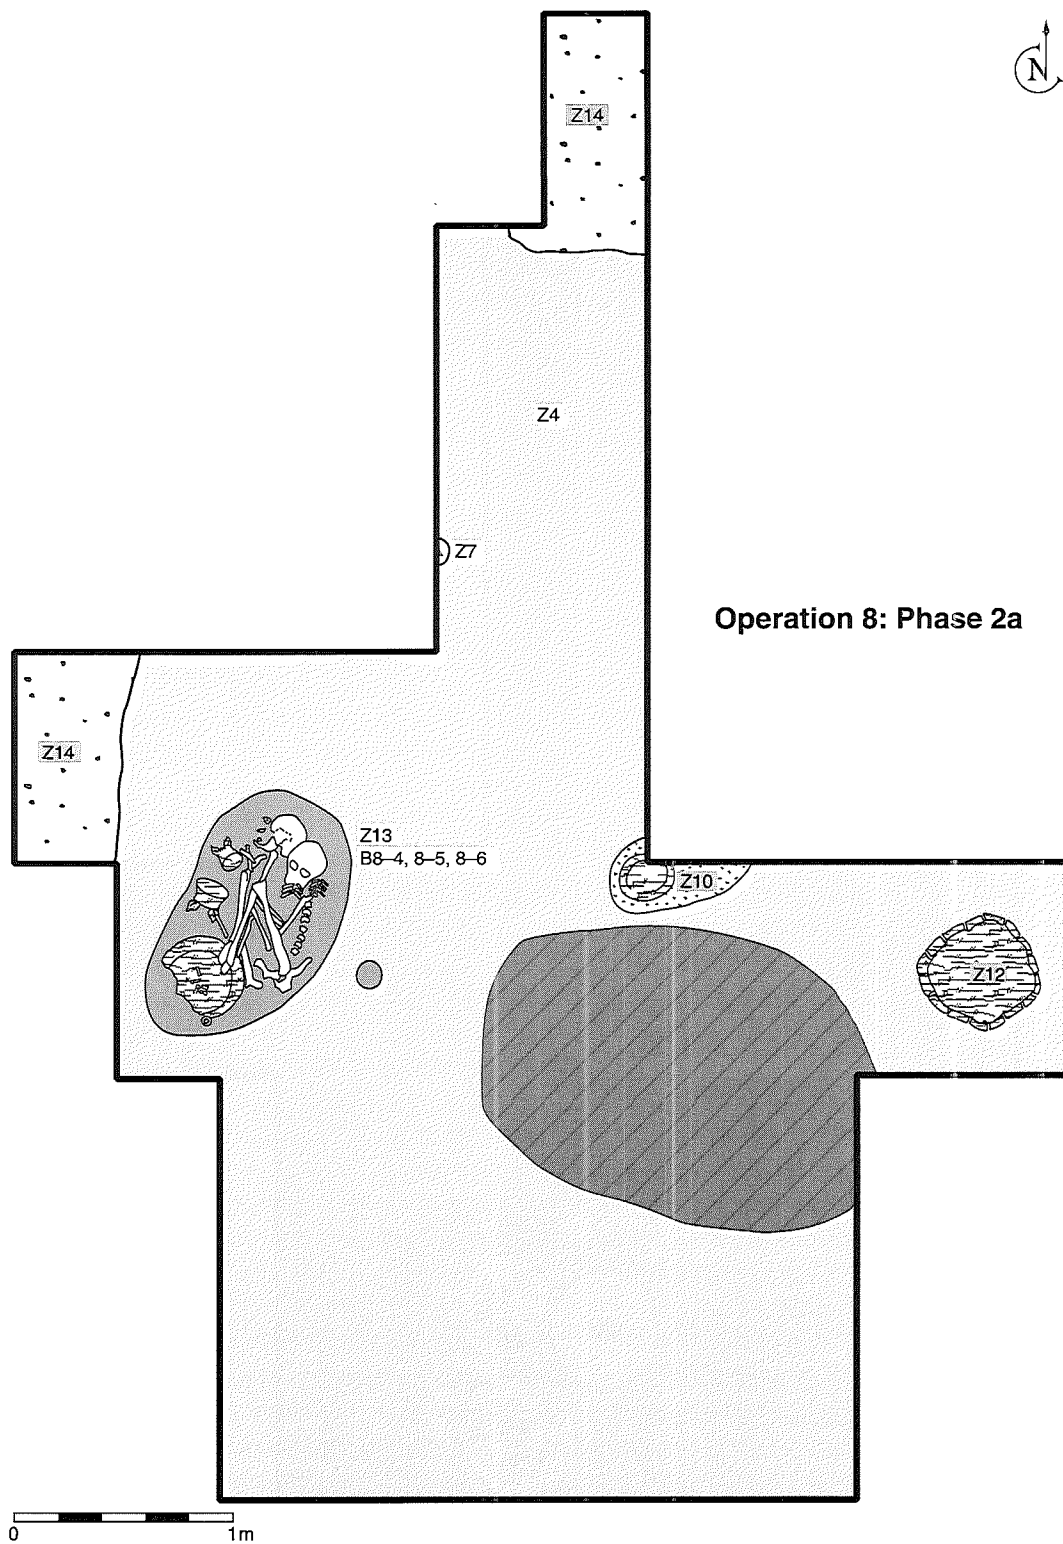 N
Z14
Z4
Z7
Operation 8: Phase 2a
Z14
Z13
B8–4, 8–5, 8–6
Z10
Z12
0 1m